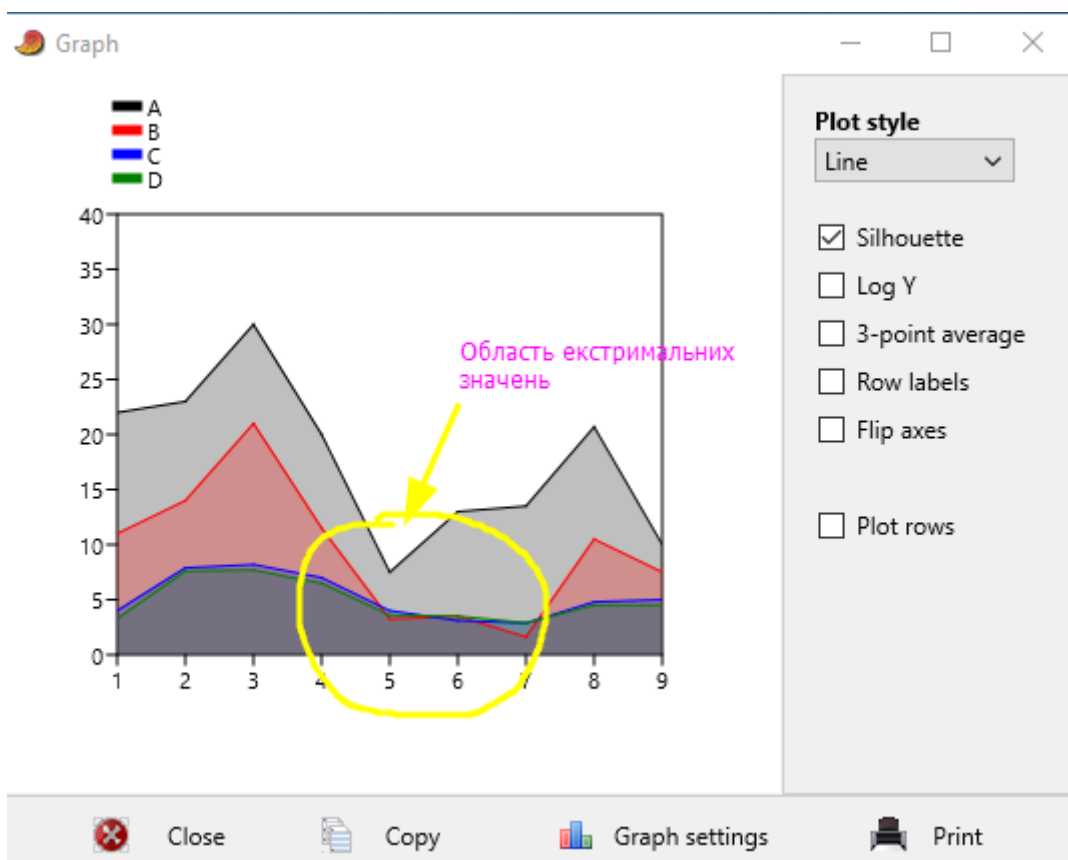 Graph
A
B
C
D
Plot style
Line
Silhouette
Log Y
3-point average
Row labels
Flip axes
Plot rows
40
35
30
25
20
15
10
5
0
1 2 3 4 5 6 7 8 9
Область екстримальних
значень
Close Copy Graph settings Print